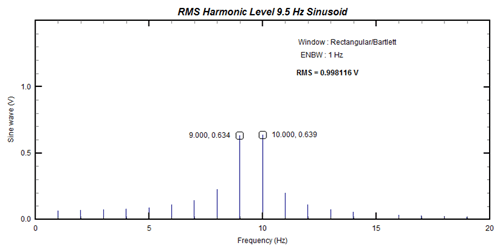 RMS Harmonic Level 9.5 Hz Sinusoid
Window : Rectangular/Bartlett
ENBW : 1 Hz
RMS = 0.998116 V
1.0
Sine wave (V)
9.000, 0.634
10.000, 0.639
0.5
0.0
0
5
10
15
20
Frequency (Hz)